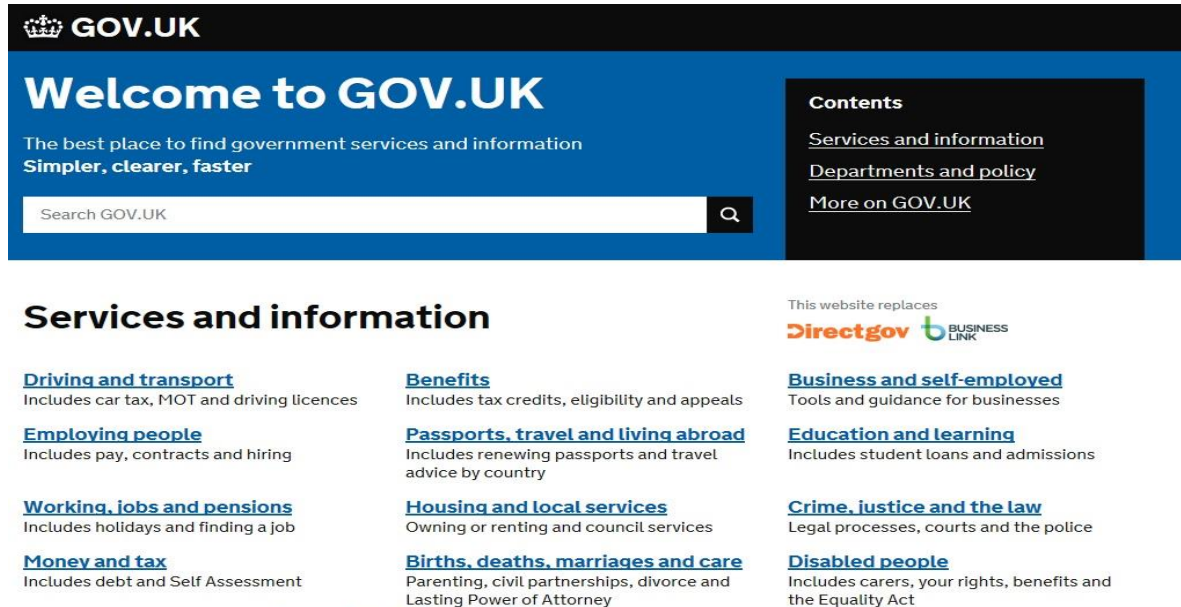 GOV.UK
Welcome to GOV.UK
The best place to find government services and information
Simpler, clearer, faster
Search GOV.UK
Contents
Services and information
Departments and policy
More on GOV.UK
Services and information
This website replaces
Directgov BUSINESS
LINK
Driving and transport
Includes car tax, MOT and driving licences
Benefits
Includes tax credits, eligibility and appeals
Business and self-employed
Tools and guidance for businesses
Employing people
Includes pay, contracts and hiring
Passports, travel and living abroad
Includes renewing passports and travel
advice by country
Education and learning
Includes student loans and admissions
Working, jobs and pensions
Includes holidays and finding a job
Housing and local services
Owning or renting and council services
Crime, justice and the law
Legal processes, courts and the police
Money and tax
Includes debt and Self Assessment
Births, deaths, marriages and care
Parenting, civil partnerships, divorce and
Lasting Power of Attorney
Disabled people
Includes carers, your rights, benefits and
the Equality Act